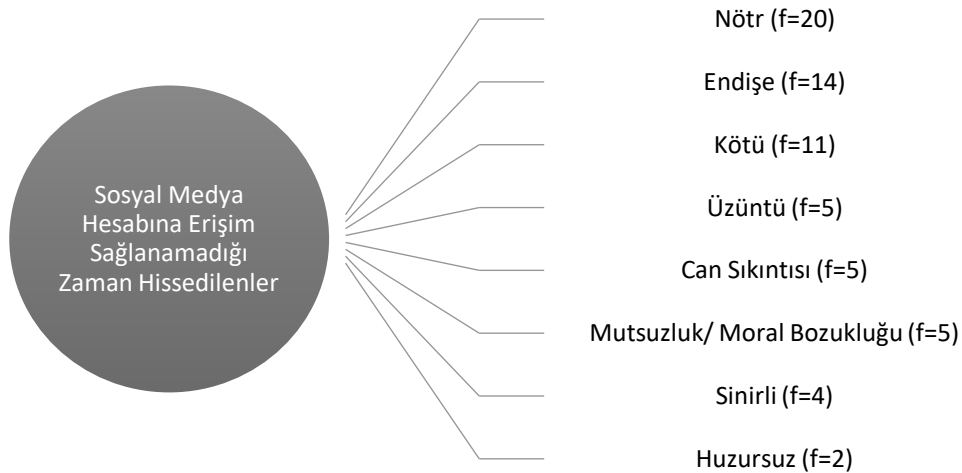 Sosyal Medya
Hesabına Erişim
Sağlanamadığı
Zaman Hissedilenler
Nötr (f=20)
Endişe (f=14)
Kötü (f=11)
Üzüntü (f=5)
Can Sıkıntısı (f=5)
Mutsuzluk/ Moral Bozukluğu (f=5)
Sinirli (f=4)
Huzursuz (f=2)